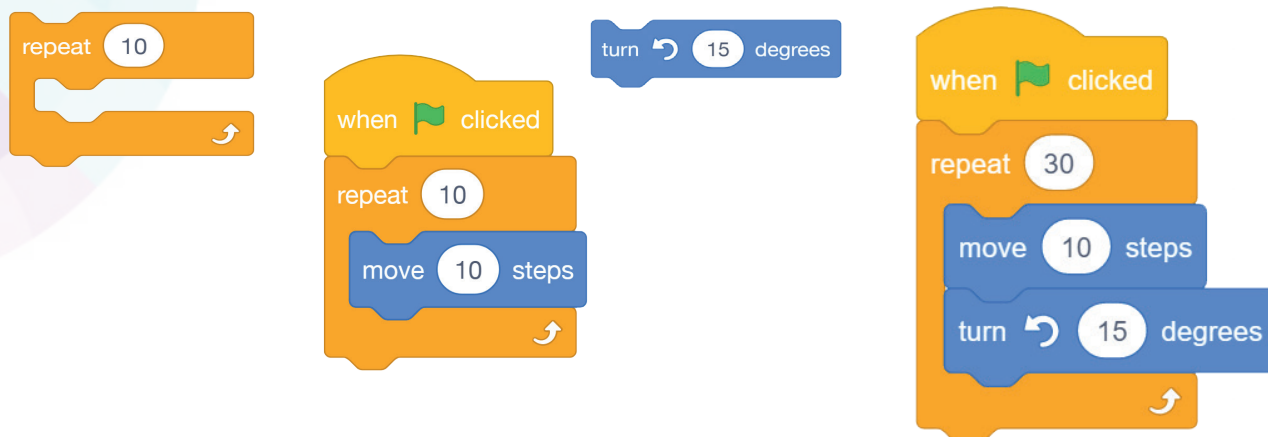 repeat 10
when clicked
repeat 10
move 10 steps
turn 15 degrees
when clicked
repeat 30
move 10 steps
turn 15 degrees